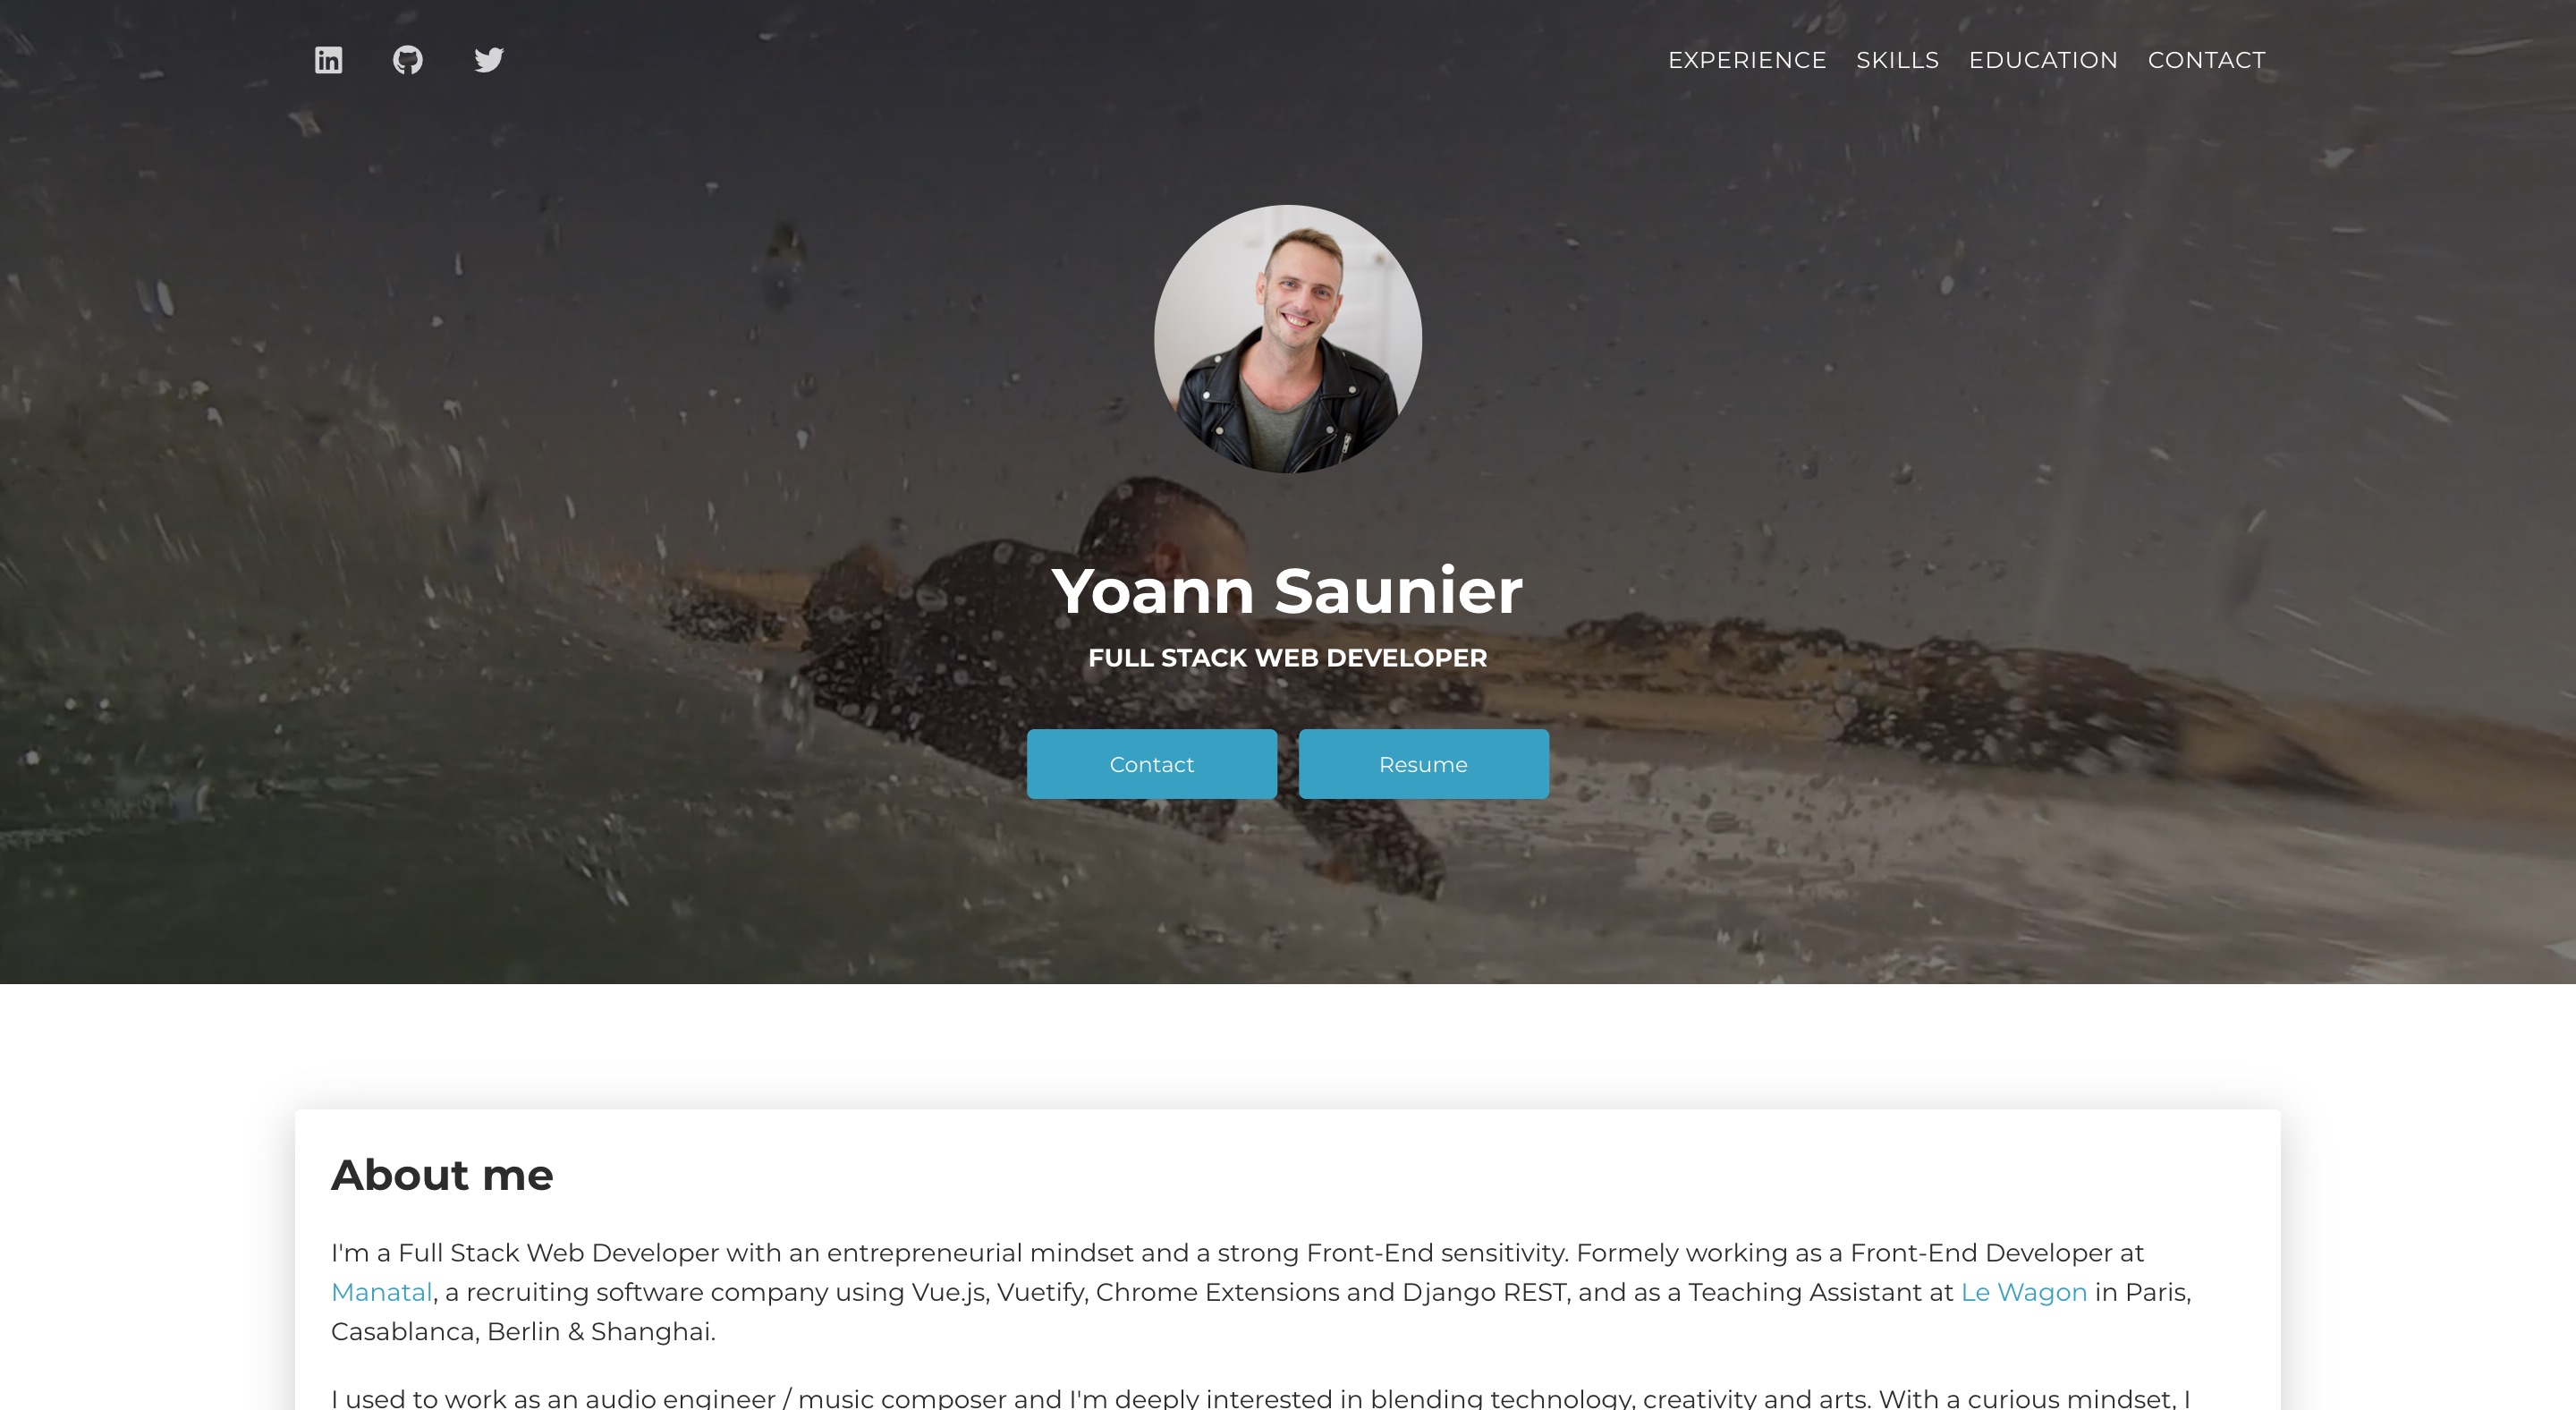 EXPERIENCE SKILLS EDUCATION CONTACT
Yoann Saunier
FULL STACK WEB DEVELOPER
Contact Resume
About me
I'm a Full Stack Web Developer with an entrepreneurial mindset and a strong Front-End sensitivity. Formely working as a Front-End Developer at
Manatal, a recruiting software company using Vue.js, Vuetify, Chrome Extensions and Django REST, and as a Teaching Assistant at Le Wagon in Paris,
Casablanca, Berlin & Shanghai.
I used to work as an audio engineer / music composer and I'm deeply interested in blending technology, creativity and arts. With a curious mindset, I